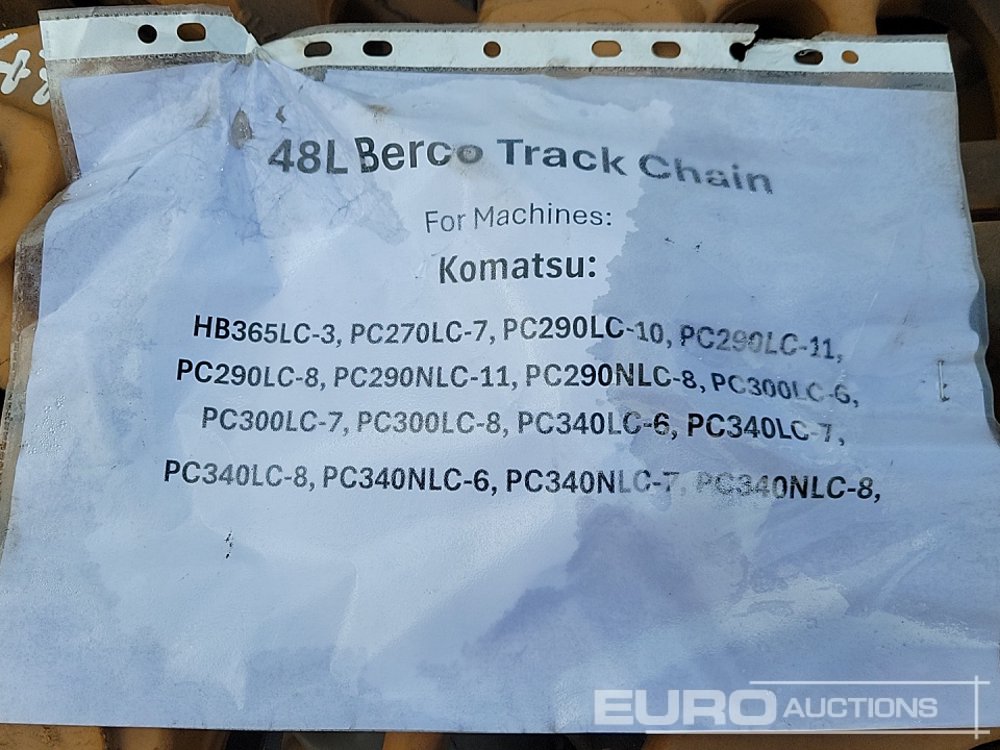 48L Berco Track Chain
For Machines:
Komatsu:
HB365LC-3, PC270LC-7, PC290LC-10, PC290LC-11,
PC290LC-8, PC290NLC-11, PC290NLC-8, PC300LC-6,
PC300LC-7, PC300LC-8, PC340LC-6, PC340LC-7,
PC340LC-8, PC340NLC-6, PC340NLC-7, PC340NLC-8,
EURO AUCTIONS